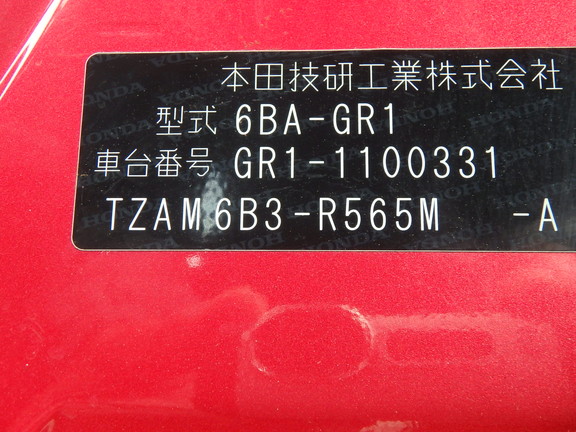 本田技研工業株式会社
型式 6BA-GR1
車台番号 GR1-1100331
TZAM6B3-R565M -A